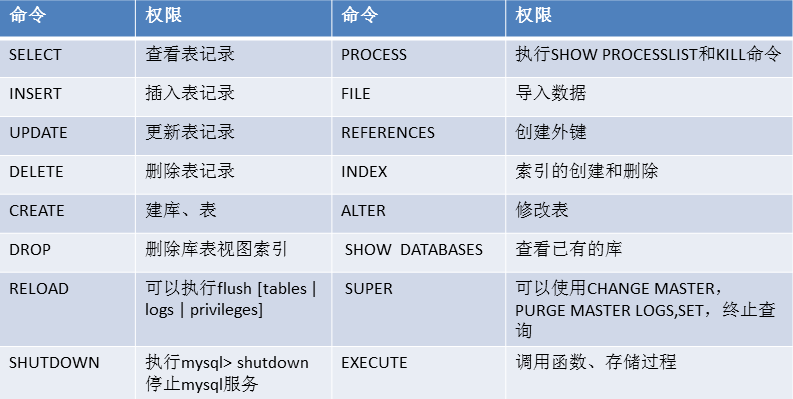 命令 权限 命令 权限
SELECT 查看表记录 PROCESS 执行SHOW PROCESSLIST和KILL命令
INSERT 插入表记录 FILE 导入数据
UPDATE 更新表记录 REFERENCES 创建外键
DELETE 删除表记录 INDEX 索引的创建和删除
CREATE 建库、表 ALTER 修改表
DROP 删除库表视图索引 SHOW DATABASES 查看已有的库
RELOAD 可以执行flush [tables | SUPER 可以使用CHANGE MASTER，
logs | privileges] PURGE MASTER LOGS,SET，终止查
询
SHUTDOWN 执行mysql> shutdown EXECUTE 调用函数、存储过程
停止mysql服务